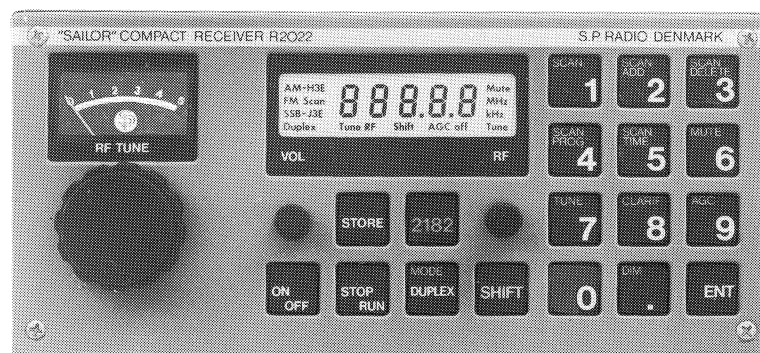 "SAILOR" COMPACT RECEIVER R2022
S.P RADIO DENMARK
0 1 2 3 4 5
S
RF TUNE
AM-H3E
FM Scan
SSB-J3E
Duplex
888.8.8
Mute
MHz
kHz
Tune RF Shift AGC off Tune
VOL
RF
STORE
2182
ON
OFF
STOP
RUN
MODE
DUPLEX
SHIFT
SCAN
1
SCAN
ADD
2
SCAN
DELETE
3
SCAN
PROG
4
SCAN
TIME
5
MUTE
6
TUNE
7
CLARIF
8
AGC
9
0
DIM
.
ENT